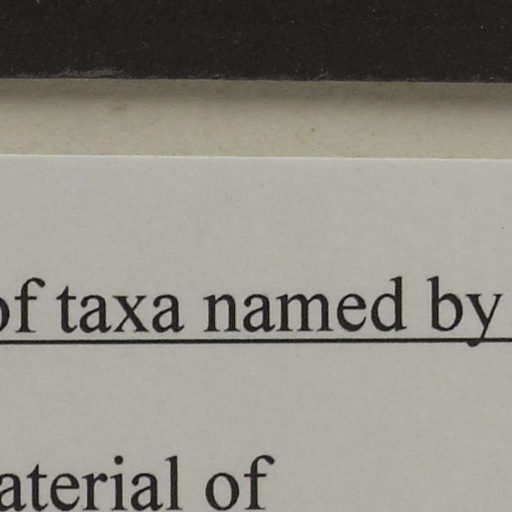 of taxa named by
aterial of